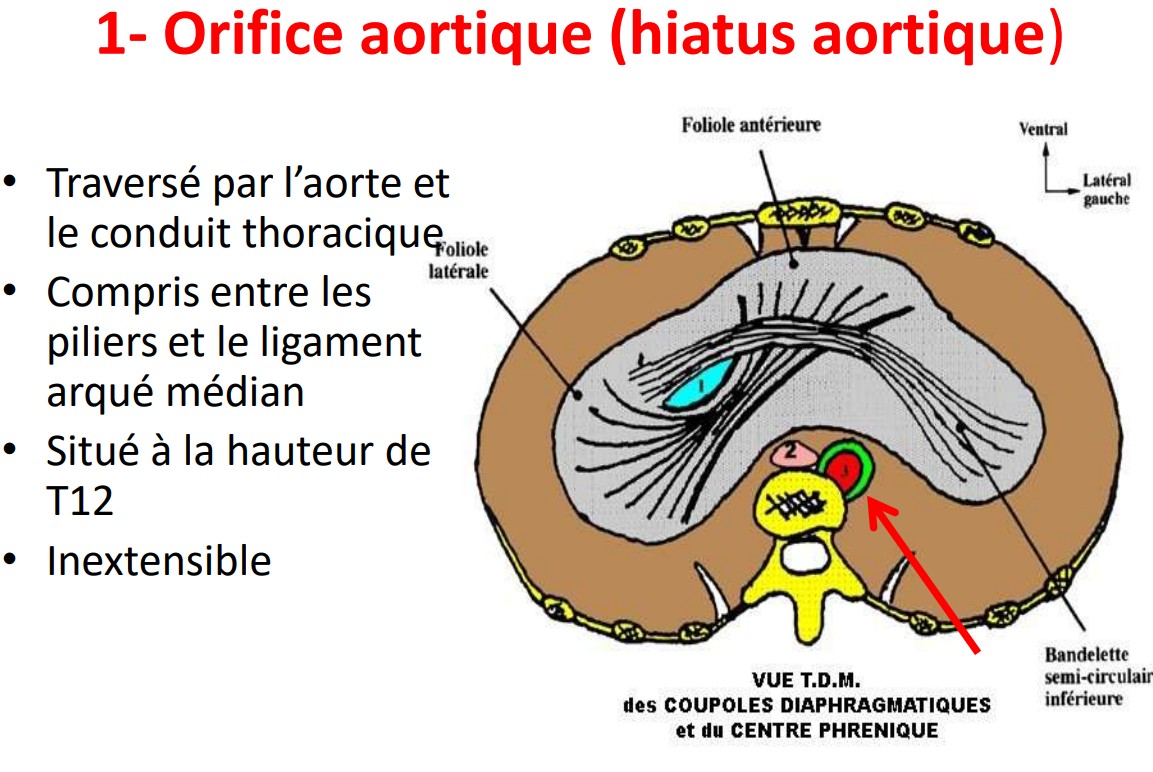 1- Orifice aortique (hiatus aortique)
• Traversé par l’aorte et
le conduit thoracique
• Compris entre les
piliers et le ligament
arqué médian
• Situé à la hauteur de
T12
• Inextensible
Foliole antérieure
Ventral
Latéral
gauche
Foliole
latérale
1
2
3
Bandelette
semi-circulair
inférieure
VUE T.D.M.
des COUPOLES DIAPHRAGMATIQUES
et du CENTRE PHRENIQUE